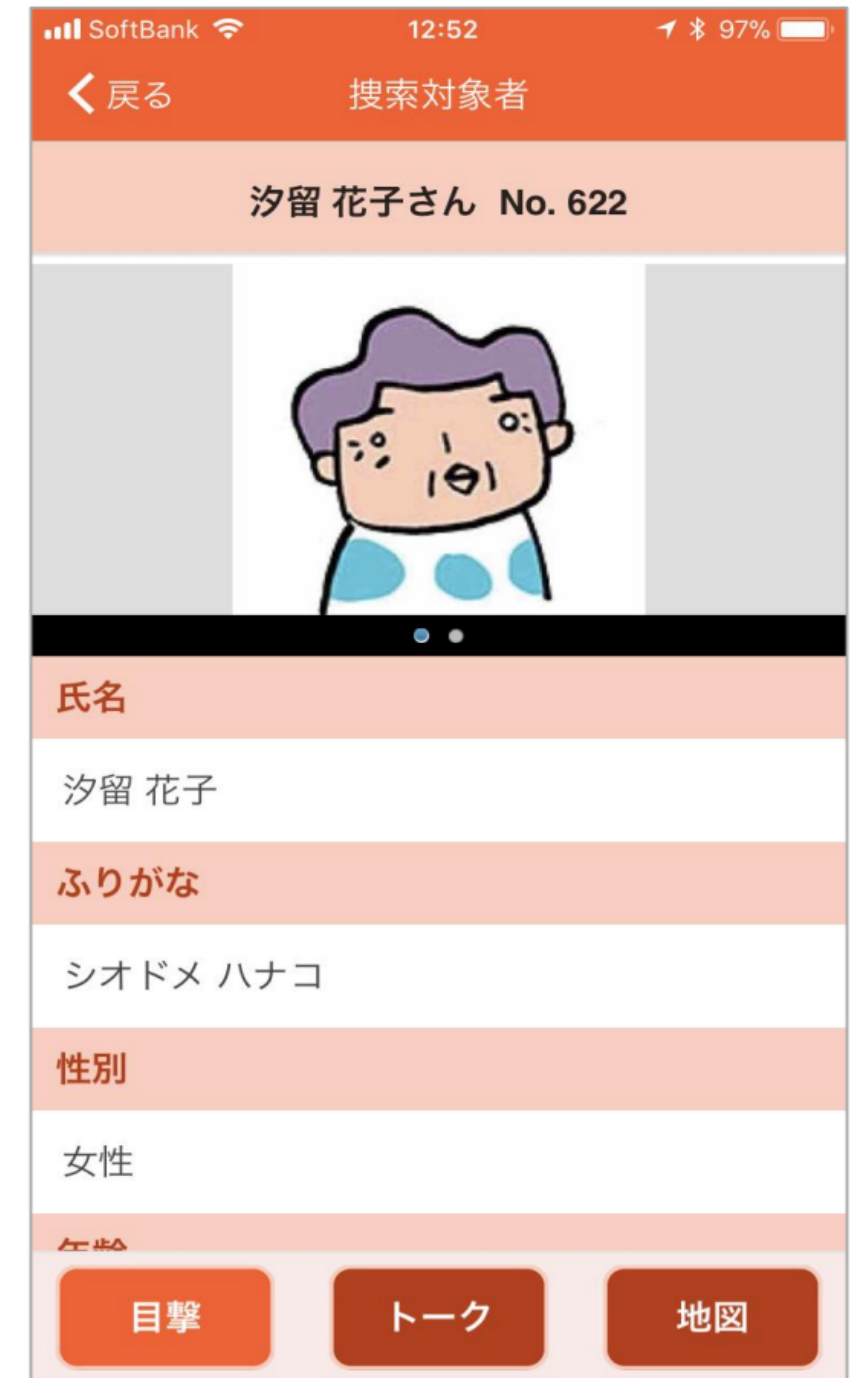 SoftBank 12:52 97%
戻る 捜索対象者
汐留 花子さん No. 622
氏名
汐留 花子
ふりがな
シオドメ ハナコ
性別
女性
年齢
目撃 トーク 地図